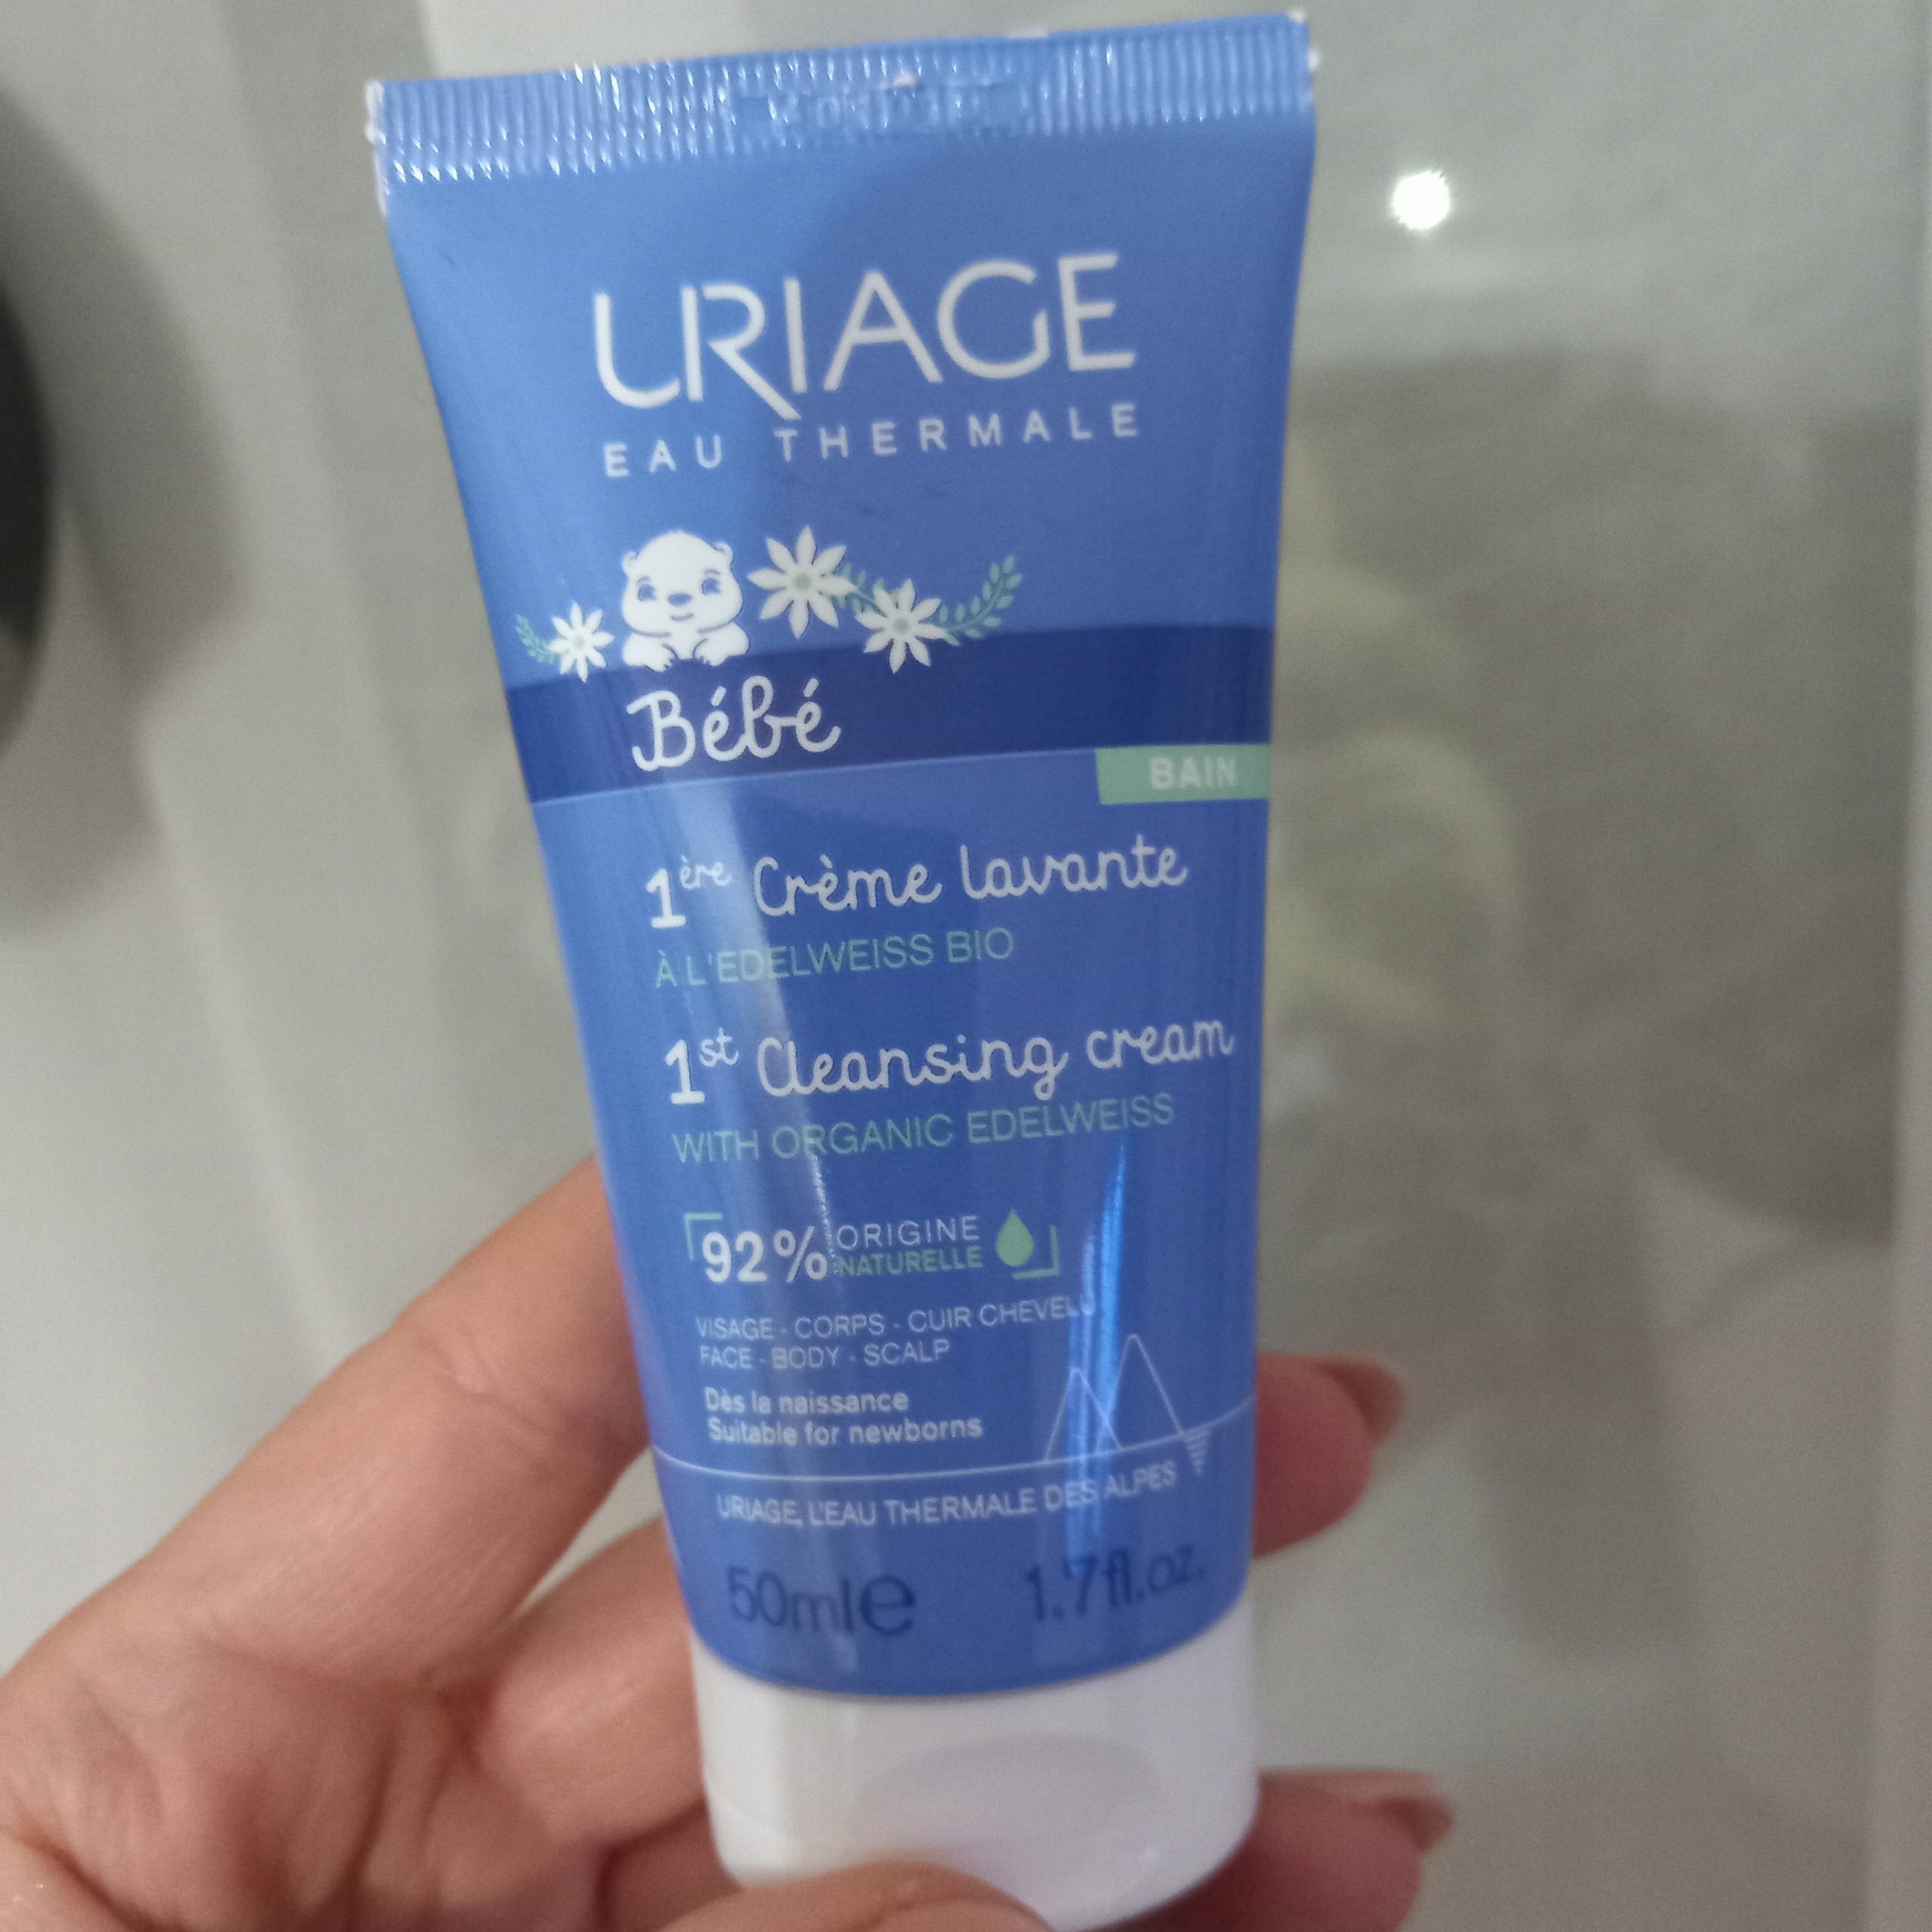 URIAGE
EAU THERMALE
Bébé
BAIN
1ère Crème lavante
À L'EDELWEISS BIO
1st Cleansing cream
WITH ORGANIC EDELWEISS
92% ORIGINE
NATURELLE
VISAGE - CORPS - CUIR CHEVELU
FACE - BODY - SCALP
Dès la naissance
Suitable for newborns
URIAGE, L'EAU THERMALE DES ALPES
50ml e 1.7fl.oz.